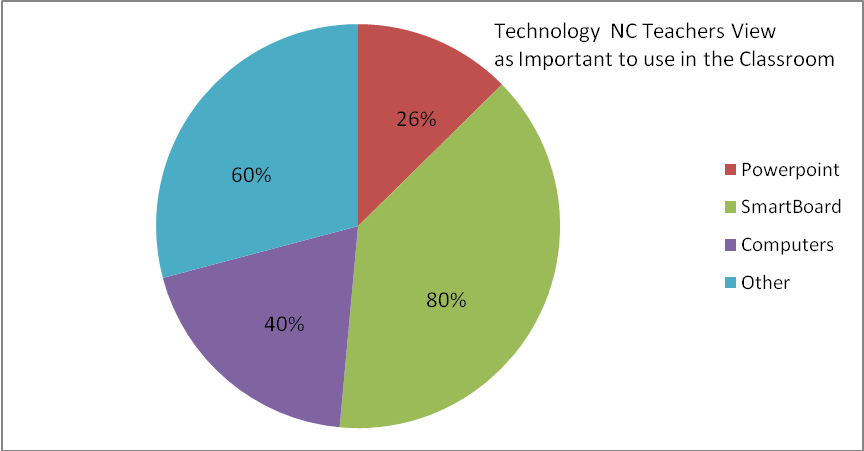 Technology NC Teachers View
as Important to use in the Classroom
26%
60%
80%
40%
Powerpoint
SmartBoard
Computers
Other